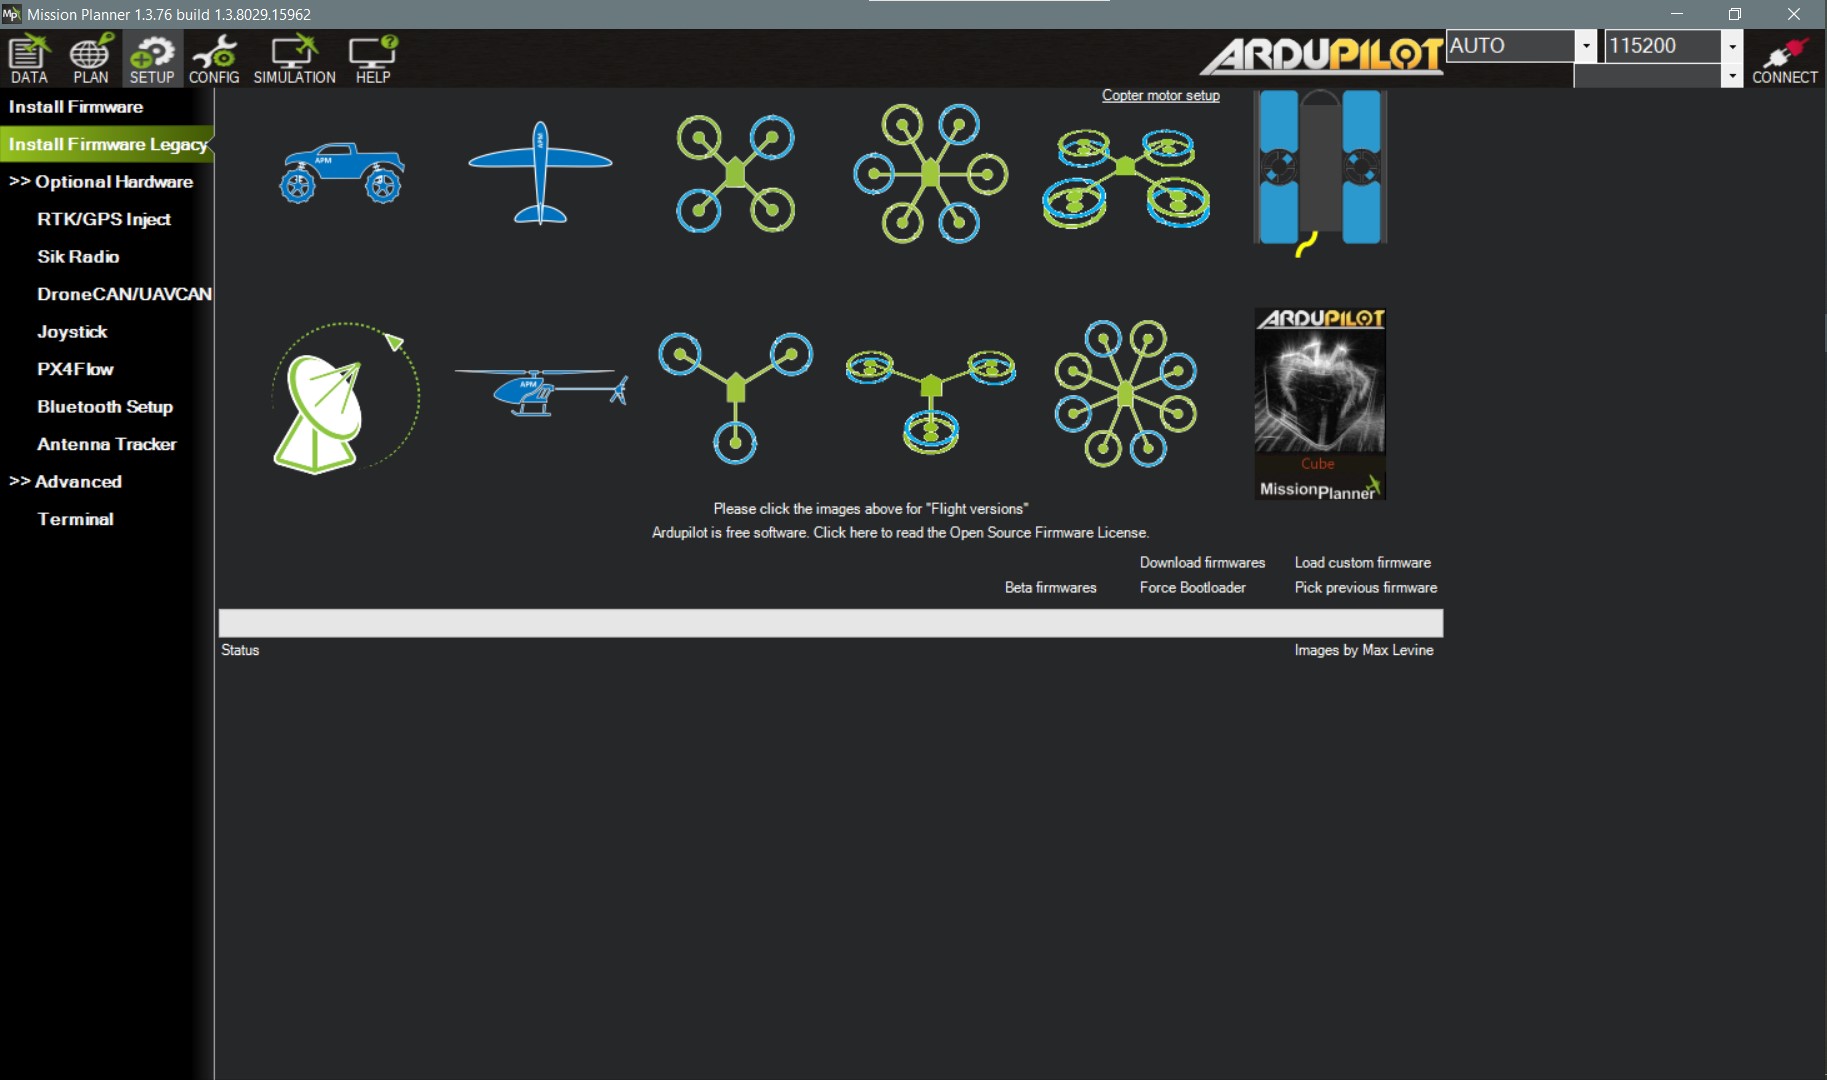 Mission Planner 1.3.76 build 1.3.8029.15962
DATA
PLAN
SETUP
CONFIG
SIMULATION
HELP
ARDUPILOT
AUTO
115200
CONNECT
Install Firmware
Install Firmware Legacy
>> Optional Hardware
RTK/GPS Inject
Sik Radio
DroneCAN/UAVCAN
Joystick
PX4Flow
Bluetooth Setup
Antenna Tracker
>> Advanced
Terminal
Copter motor setup
APM
APM
APM
ARDUPILOT
Cube
MissionPlanner
Please click the images above for "Flight versions"
Ardupilot is free software. Click here to read the Open Source Firmware License.
Download firmwares
Load custom firmware
Beta firmwares
Force Bootloader
Pick previous firmware
Status
Images by Max Levine